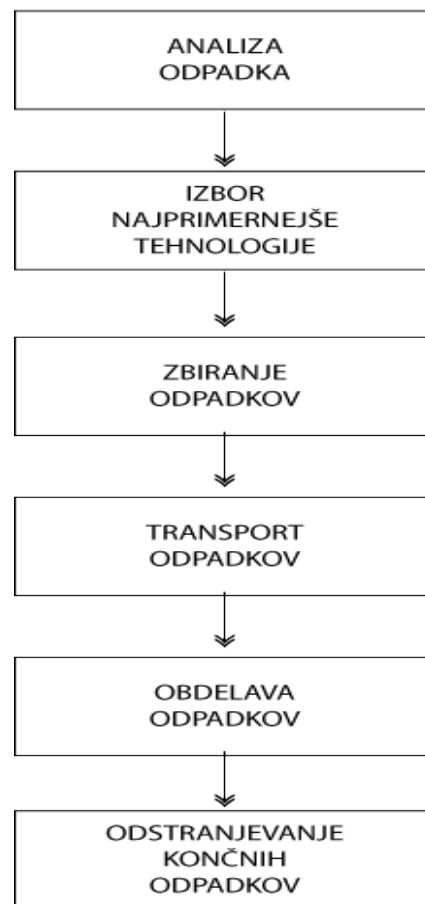 ANALIZA
ODPADKA
IZBOR
NAJPRIMERNEJŠE
TEHNOLOGIJE
ZBIRANJE
ODPADKOV
TRANSPORT
ODPADKOV
OBDELAVA
ODPADKOV
ODSTRANJEVANJE
KONČNIH
ODPADKOV